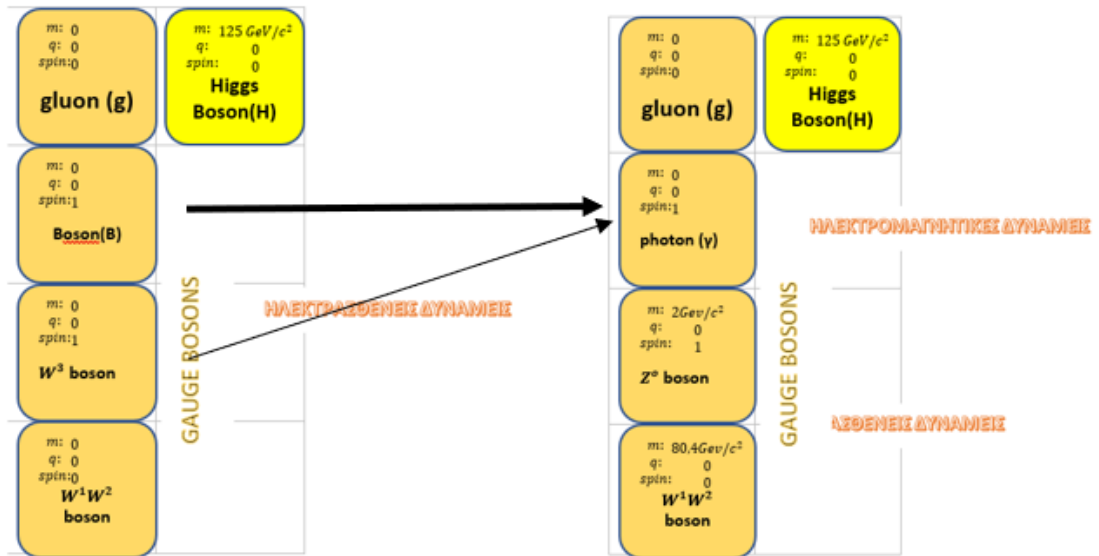 m: 0
q: 0
spin:0
gluon (g)
m: 125 GeV/c²
q: 0
spin: 0
Higgs
Boson(H)
m: 0
q: 0
spin:1
Boson(B)
m: 0
q: 0
spin:1
W³ boson
m: 0
q: 0
spin:0
W¹W²
boson
GAUGE BOSONS
ΗΛΕΚΤΡΑΣΘΕΝΕΙΣ ΔΥΝΑΜΕΙΣ
m: 0
q: 0
spin:0
gluon (g)
m: 125 GeV/c²
q: 0
spin: 0
Higgs
Boson(H)
m: 0
q: 0
spin:1
photon (γ)
ΗΛΕΚΤΡΟΜΑΓΝΗΤΙΚΕΣ ΔΥΝΑΜΕΙΣ
m: 2Gev/c²
q: 0
spin: 1
Zᵒ boson
GAUGE BOSONS
ΑΣΘΕΝΕΙΣ ΔΥΝΑΜΕΙΣ
m: 80,4Gev/c²
q: 0
spin: 0
W¹W²
boson